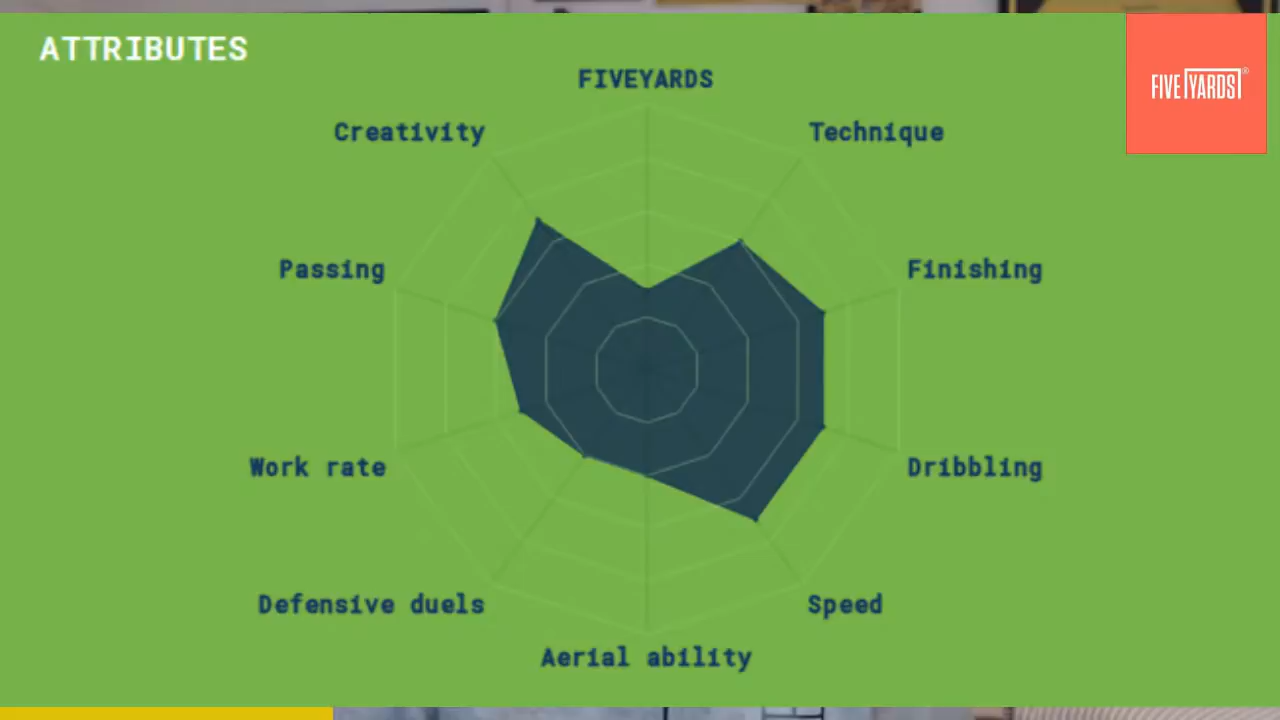 ATTRIBUTES
FIVEYARDS
FIVEYARDS®
Creativity
Technique
Passing
Finishing
Work rate
Dribbling
Defensive duels
Speed
Aerial ability